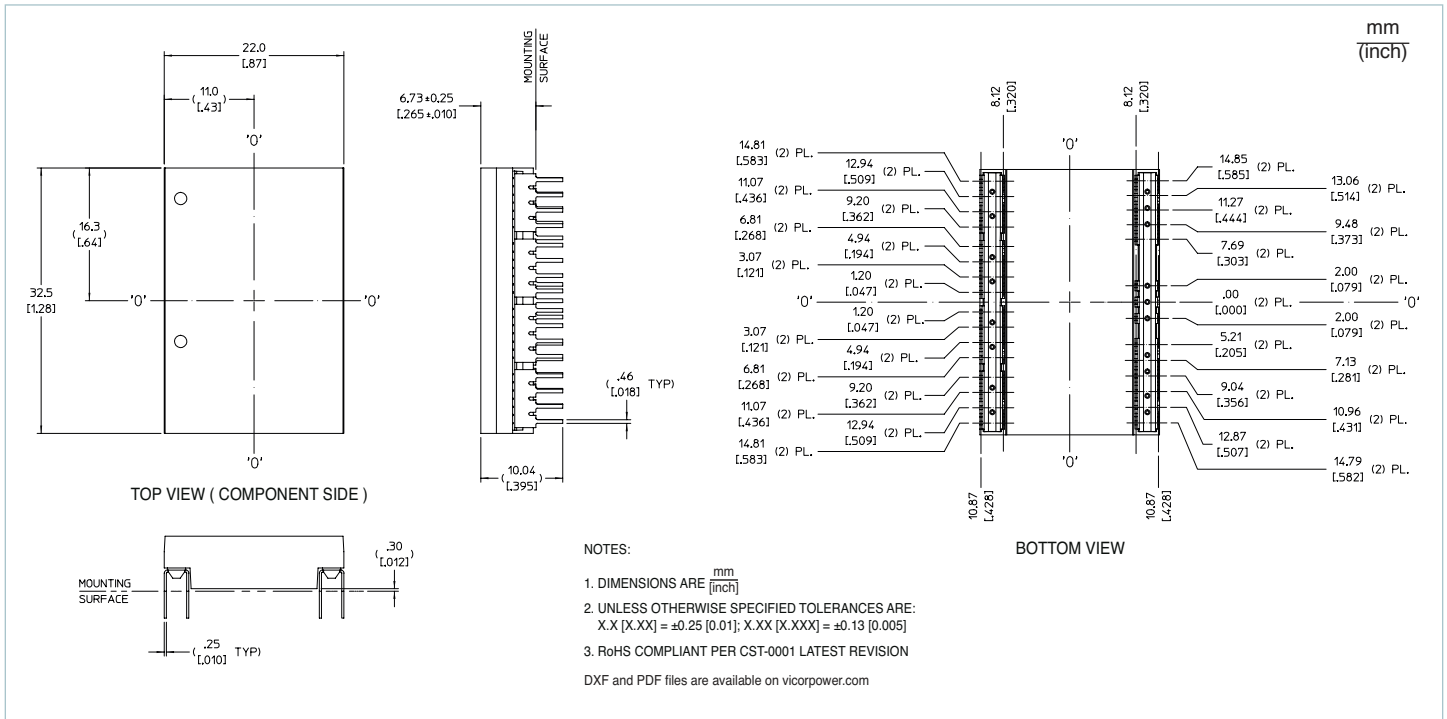 mm
(inch)
22.0
[.87]
( 11.0 )
[.43]
'0'
( 16.3 )
[.64]
32.5
[1.28]
'0'
'0'
'0'
TOP VIEW ( COMPONENT SIDE )
6.73±0.25
[.265±.010]
MOUNTING
SURFACE
( .46 TYP)
[.018]
( 10.04 )
[.395]
MOUNTING
SURFACE
( .30 )
[.012]
( .25 TYP)
[.010]
8.12
[.320]
8.12
[.320]
'0'
14.81
[.583] (2) PL.
12.94
[.509] (2) PL.
11.07
[.436] (2) PL.
9.20
[.362] (2) PL.
6.81
[.268] (2) PL.
4.94
[.194] (2) PL.
3.07
[.121] (2) PL.
1.20
[.047] (2) PL.
'0'
1.20
[.047] (2) PL.
3.07
[.121] (2) PL.
4.94
[.194] (2) PL.
6.81
[.268] (2) PL.
9.20
[.362] (2) PL.
11.07
[.436] (2) PL.
12.94
[.509] (2) PL.
14.81
[.583] (2) PL.
14.85
[.585] (2) PL.
13.06
[.514] (2) PL.
11.27
[.444] (2) PL.
9.48
[.373] (2) PL.
7.69
[.303] (2) PL.
2.00
[.079] (2) PL.
.00
[.000] (2) PL.
'0'
2.00
[.079] (2) PL.
5.21
[.205] (2) PL.
7.13
[.281] (2) PL.
9.04
[.356] (2) PL.
10.96
[.431] (2) PL.
12.87
[.507] (2) PL.
14.79
[.582] (2) PL.
'0'
10.87
[.428]
10.87
[.428]
BOTTOM VIEW
NOTES:
1. DIMENSIONS ARE mm
[inch]
2. UNLESS OTHERWISE SPECIFIED TOLERANCES ARE:
X.X [X.XX] = ±0.25 [0.01]; X.XX [X.XXX] = ±0.13 [0.005]
3. RoHS COMPLIANT PER CST-0001 LATEST REVISION
DXF and PDF files are available on vicorpower.com